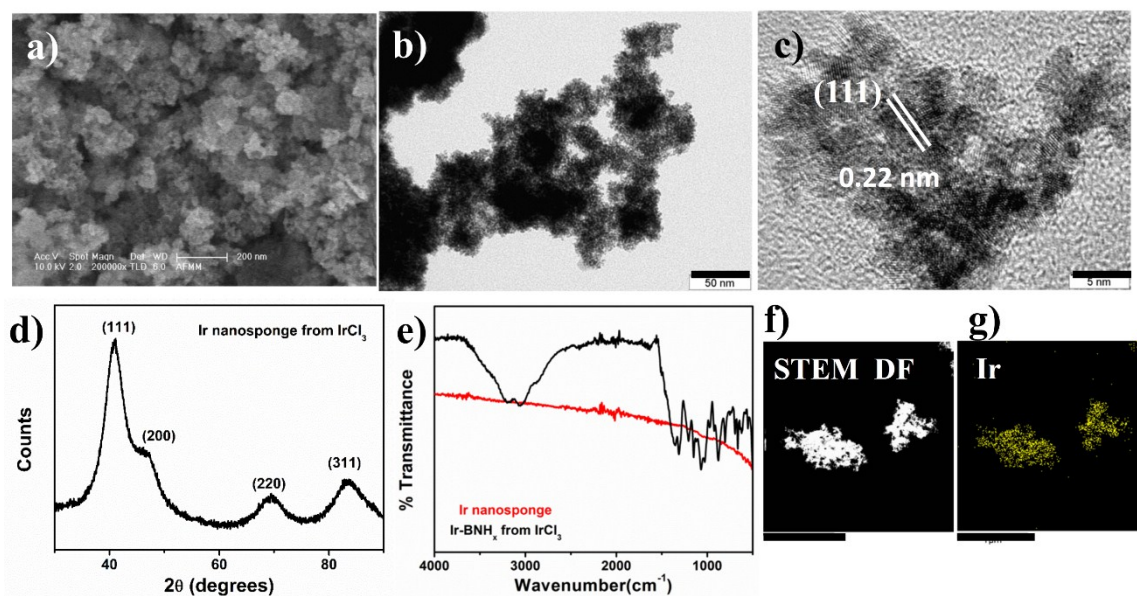 a)
Acc.V Spot Magn Det WD 200 nm
10.0 kV 2.0 200000x TLD 6.0 AFMM
b)
50 nm
c)
(111)
0.22 nm
5 nm
d)
(111)
Ir nanosponge from IrCl₃
(200)
(220)
(311)
Counts
40 60 80
2θ (degrees)
e)
% Transmittance
Ir nanosponge
Ir-BNHₓ from IrCl₃
4000 3000 2000 1000
Wavenumber(cm⁻¹)
f)
STEM DF
g)
Ir
1µm